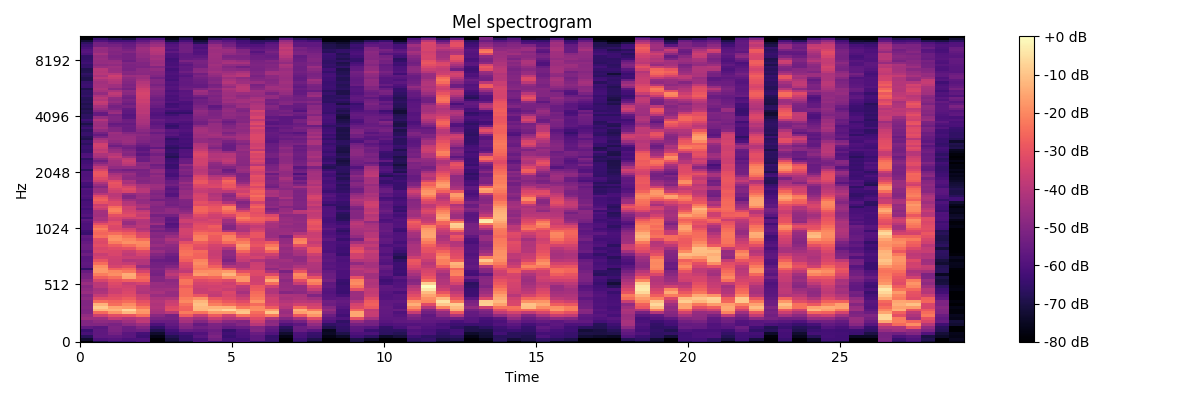 Mel spectrogram
Hz
8192
4096
2048
1024
512
0
0 5 10 15 20 25
Time
+0 dB
-10 dB
-20 dB
-30 dB
-40 dB
-50 dB
-60 dB
-70 dB
-80 dB